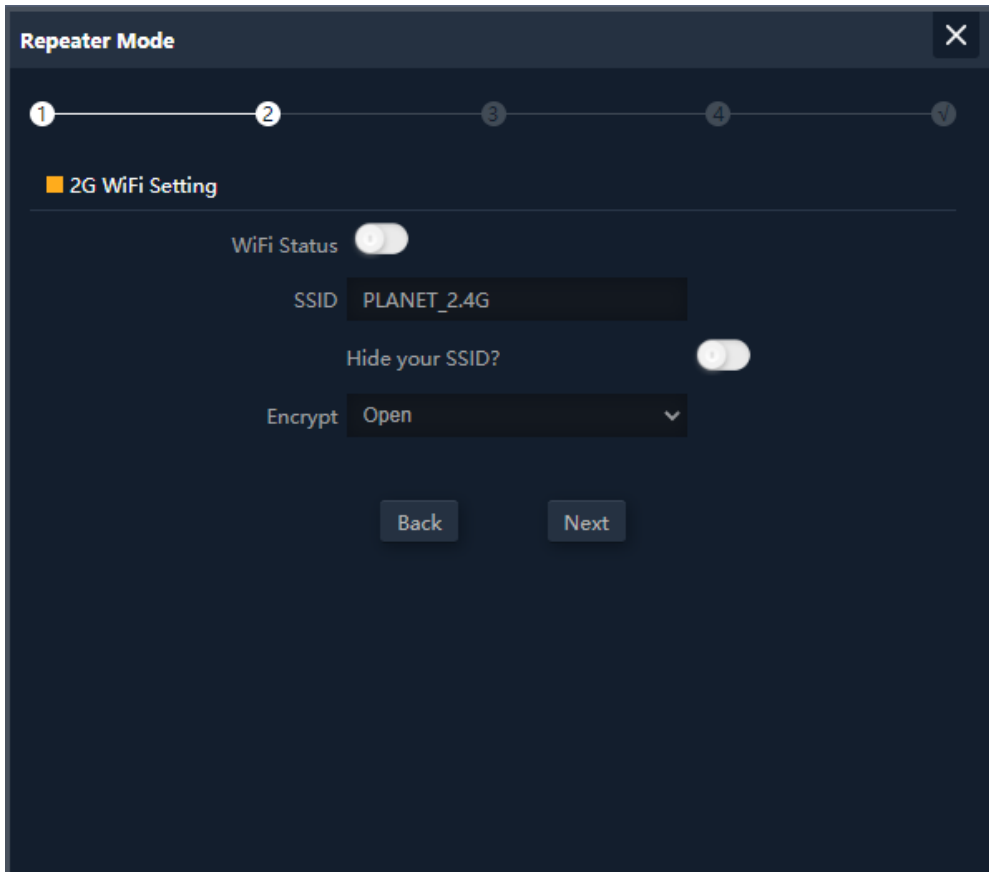 Repeater Mode
1 2 3 4 √
2G WiFi Setting
WiFi Status
SSID PLANET_2.4G
Hide your SSID?
Encrypt Open
Back Next